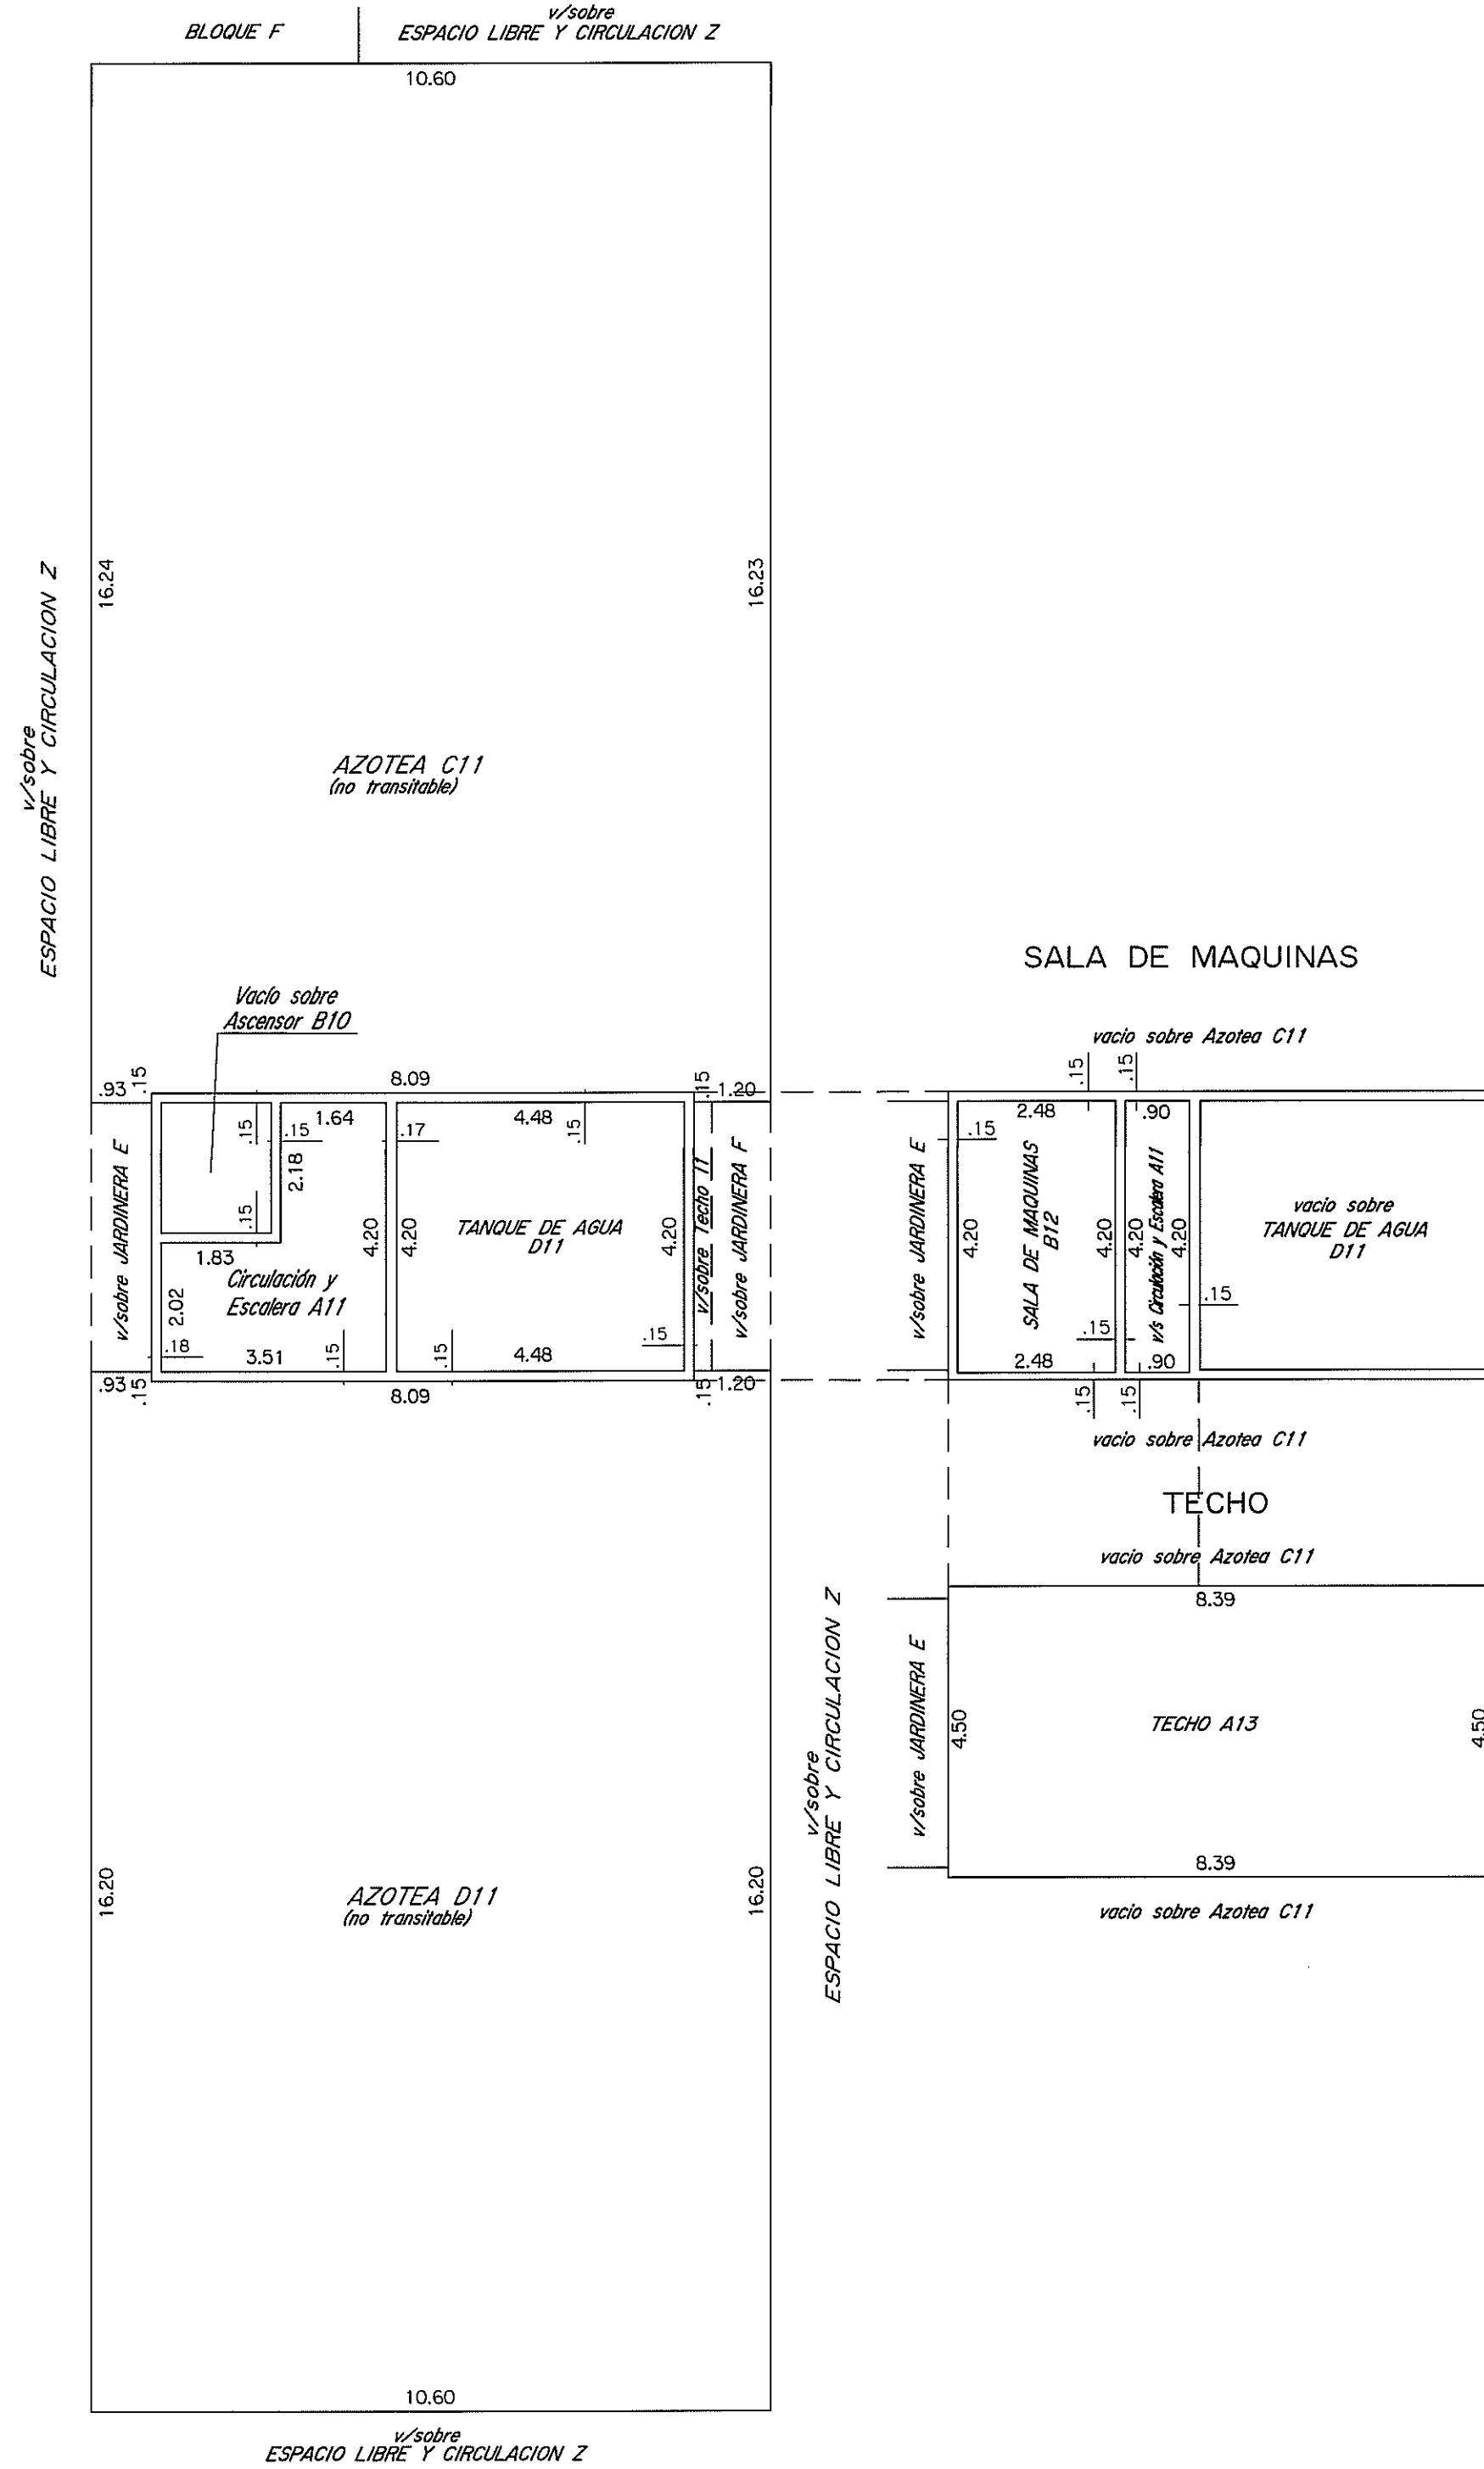 BLOQUE F
v/sobre
ESPACIO LIBRE Y CIRCULACION Z
10.60
16.24
16.23
v/sobre
ESPACIO LIBRE Y CIRCULACION Z
AZOTEA C11
(no transitable)
Vacío sobre
Ascensor B10
.93
.15
8.09
.15
1.20
v/sobre JARDINERA E
.15
.15
1.64
2.18
.15
1.83
2.02
.18
Circulación y
Escalera A11
3.51
.15
4.20
.17
4.20
4.48
.15
TANQUE DE AGUA
D11
4.20
.15
4.48
.15
v/sobre Techo 11
v/sobre JARDINERA F
.93
.15
8.09
.15
1.20
16.20
16.20
AZOTEA D11
(no transitable)
10.60
v/sobre
ESPACIO LIBRE Y CIRCULACION Z
SALA DE MAQUINAS
vacio sobre Azotea C11
.15
.15
v/sobre JARDINERA E
.15
2.48
4.20
SALA DE MAQUINAS
B12
4.20
.15
2.48
.90
4.20
v/s Circulación y Escalera A11
4.20
.90
vacio sobre
TANQUE DE AGUA
D11
.15
.15
.15
vacio sobre Azotea C11
TECHO
vacio sobre Azotea C11
8.39
v/sobre
ESPACIO LIBRE Y CIRCULACION Z
v/sobre JARDINERA E
4.50
TECHO A13
4.50
8.39
vacio sobre Azotea C11